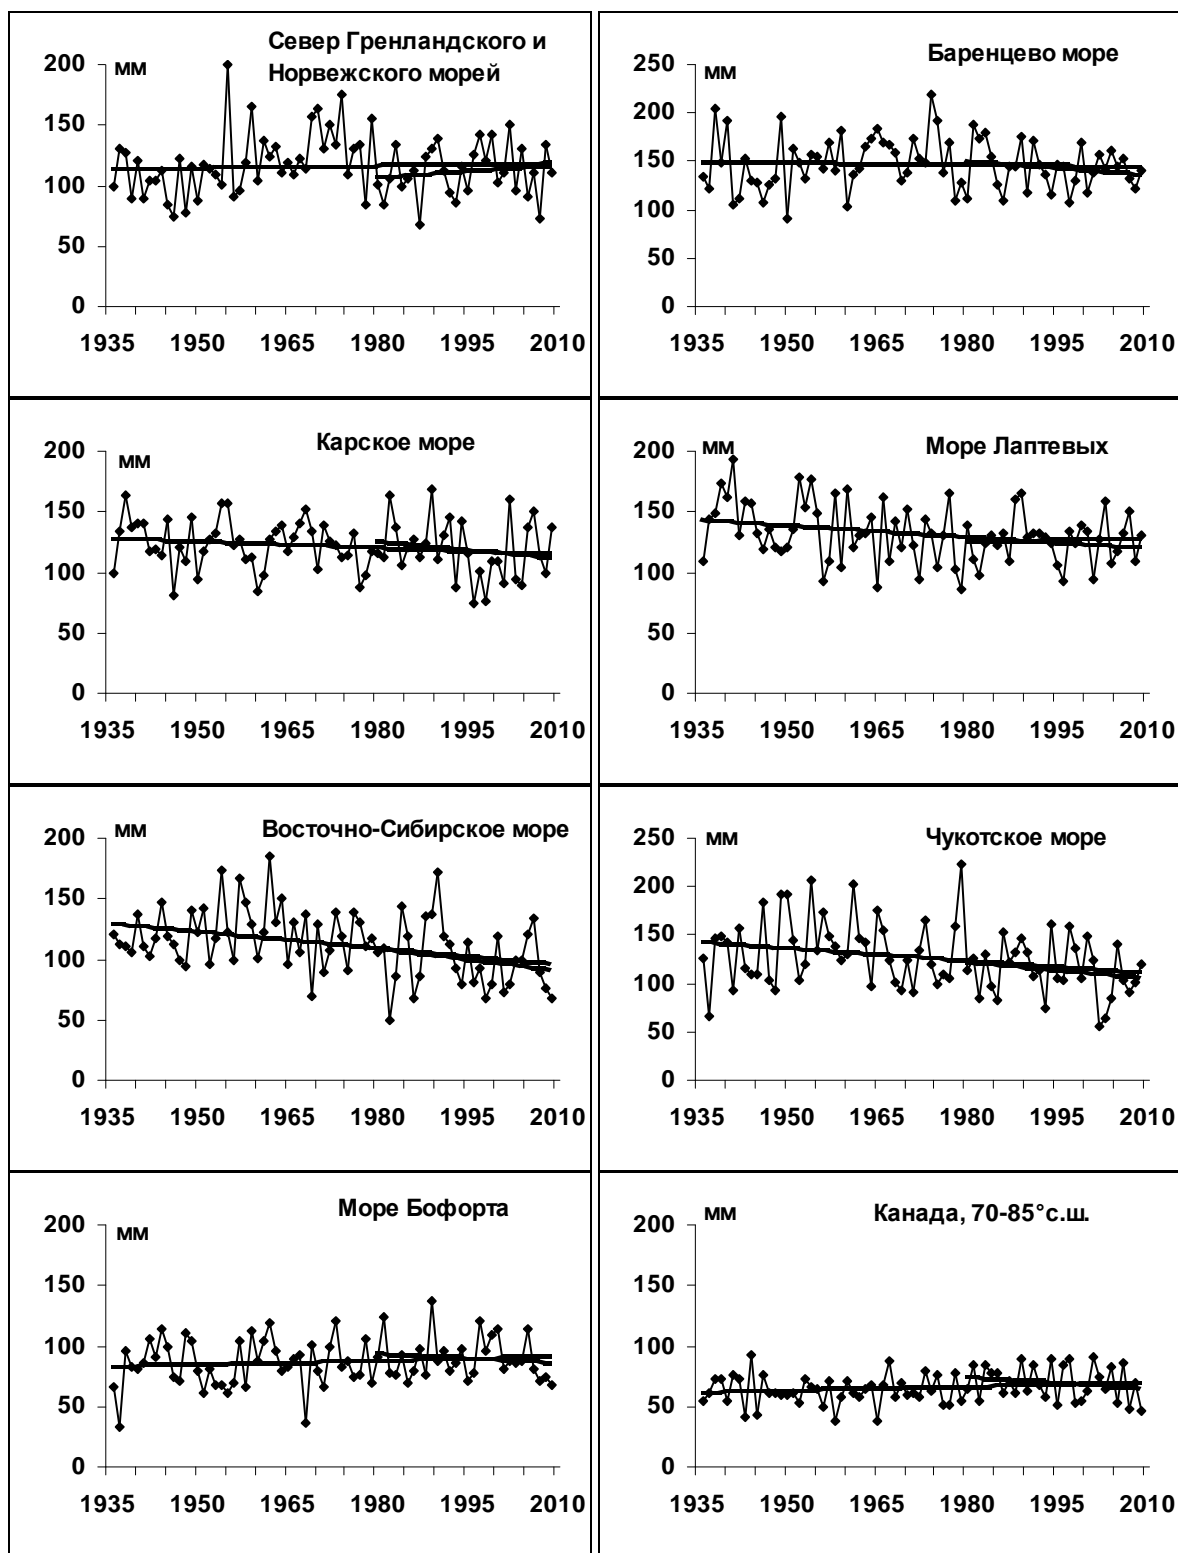 Север Гренландского и
Норвежского морей
мм
200
150
100
50
0
1935 1950 1965 1980 1995 2010
Баренцево море
мм
250
200
150
100
50
0
1935 1950 1965 1980 1995 2010
Карское море
мм
200
150
100
50
0
1935 1950 1965 1980 1995 2010
Море Лаптевых
мм
200
150
100
50
0
1935 1950 1965 1980 1995 2010
Восточно-Сибирское море
мм
200
150
100
50
0
1935 1950 1965 1980 1995 2010
Чукотское море
мм
250
200
150
100
50
0
1935 1950 1965 1980 1995 2010
Море Бофорта
мм
200
150
100
50
0
1935 1950 1965 1980 1995 2010
Канада, 70-85°с.ш.
мм
200
150
100
50
0
1935 1950 1965 1980 1995 2010